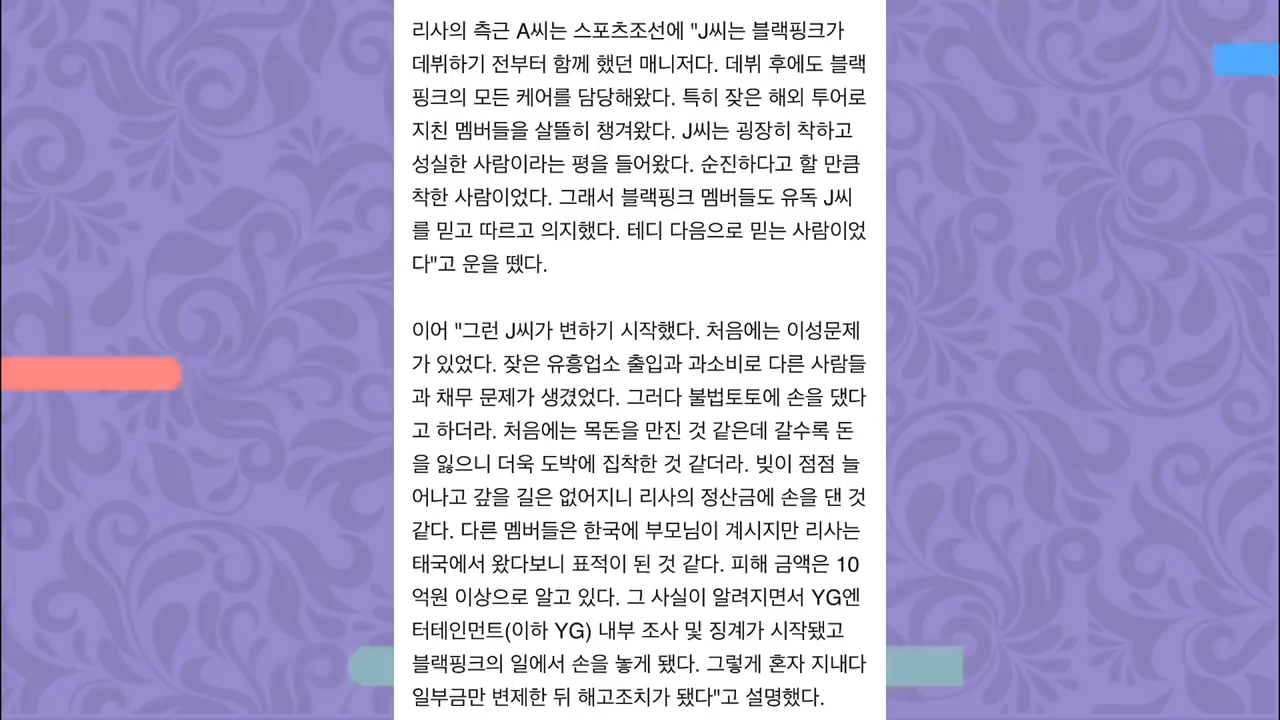 리사의 측근 A씨는 스포츠조선에 "J씨는 블랙핑크가
데뷔하기 전부터 함께 했던 매니저다. 데뷔 후에도 블랙
핑크의 모든 케어를 담당해왔다. 특히 잦은 해외 투어로
지친 멤버들을 살뜰히 챙겨왔다. J씨는 굉장히 착하고
성실한 사람이라는 평을 들어왔다. 순진하다고 할 만큼
착한 사람이었다. 그래서 블랙핑크 멤버들도 유독 J씨
를 믿고 따르고 의지했다. 테디 다음으로 믿는 사람이었
다"고 운을 뗐다.
이어 "그런 J씨가 변하기 시작했다. 처음에는 이성문제
가 있었다. 잦은 유흥업소 출입과 과소비로 다른 사람들
과 채무 문제가 생겼었다. 그러다 불법토토에 손을 댔다
고 하더라. 처음에는 목돈을 만진 것 같은데 갈수록 돈
을 잃으니 더욱 도박에 집착한 것 같더라. 빚이 점점 늘
어나고 갚을 길은 없어지니 리사의 정산금에 손을 댄 것
같다. 다른 멤버들은 한국에 부모님이 계시지만 리사는
태국에서 왔다보니 표적이 된 것 같다. 피해 금액은 10
억원 이상으로 알고 있다. 그 사실이 알려지면서 YG엔
터테인먼트(이하 YG) 내부 조사 및 징계가 시작됐고
블랙핑크의 일에서 손을 놓게 됐다. 그렇게 혼자 지내다
일부금만 변제한 뒤 해고조치가 됐다"고 설명했다.